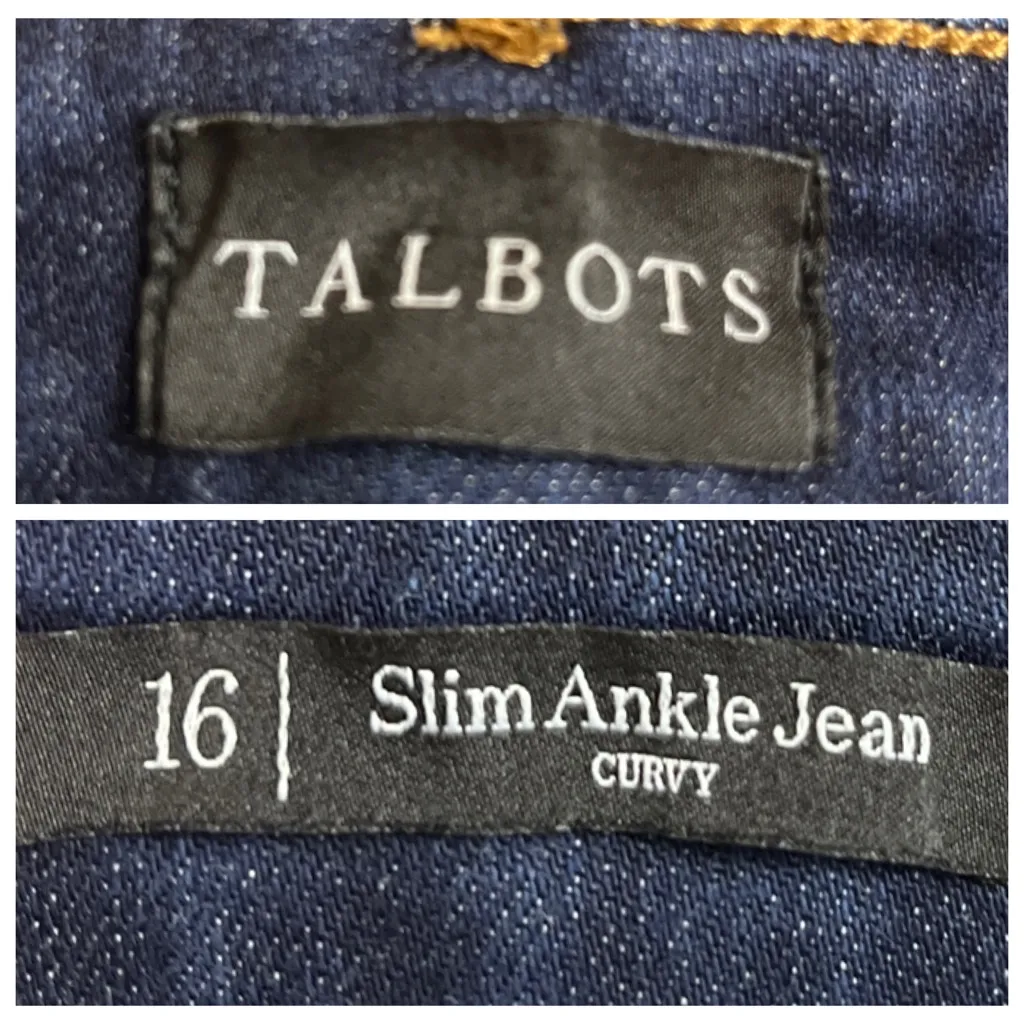 TALBOTS
16 | Slim Ankle Jean
CURVY